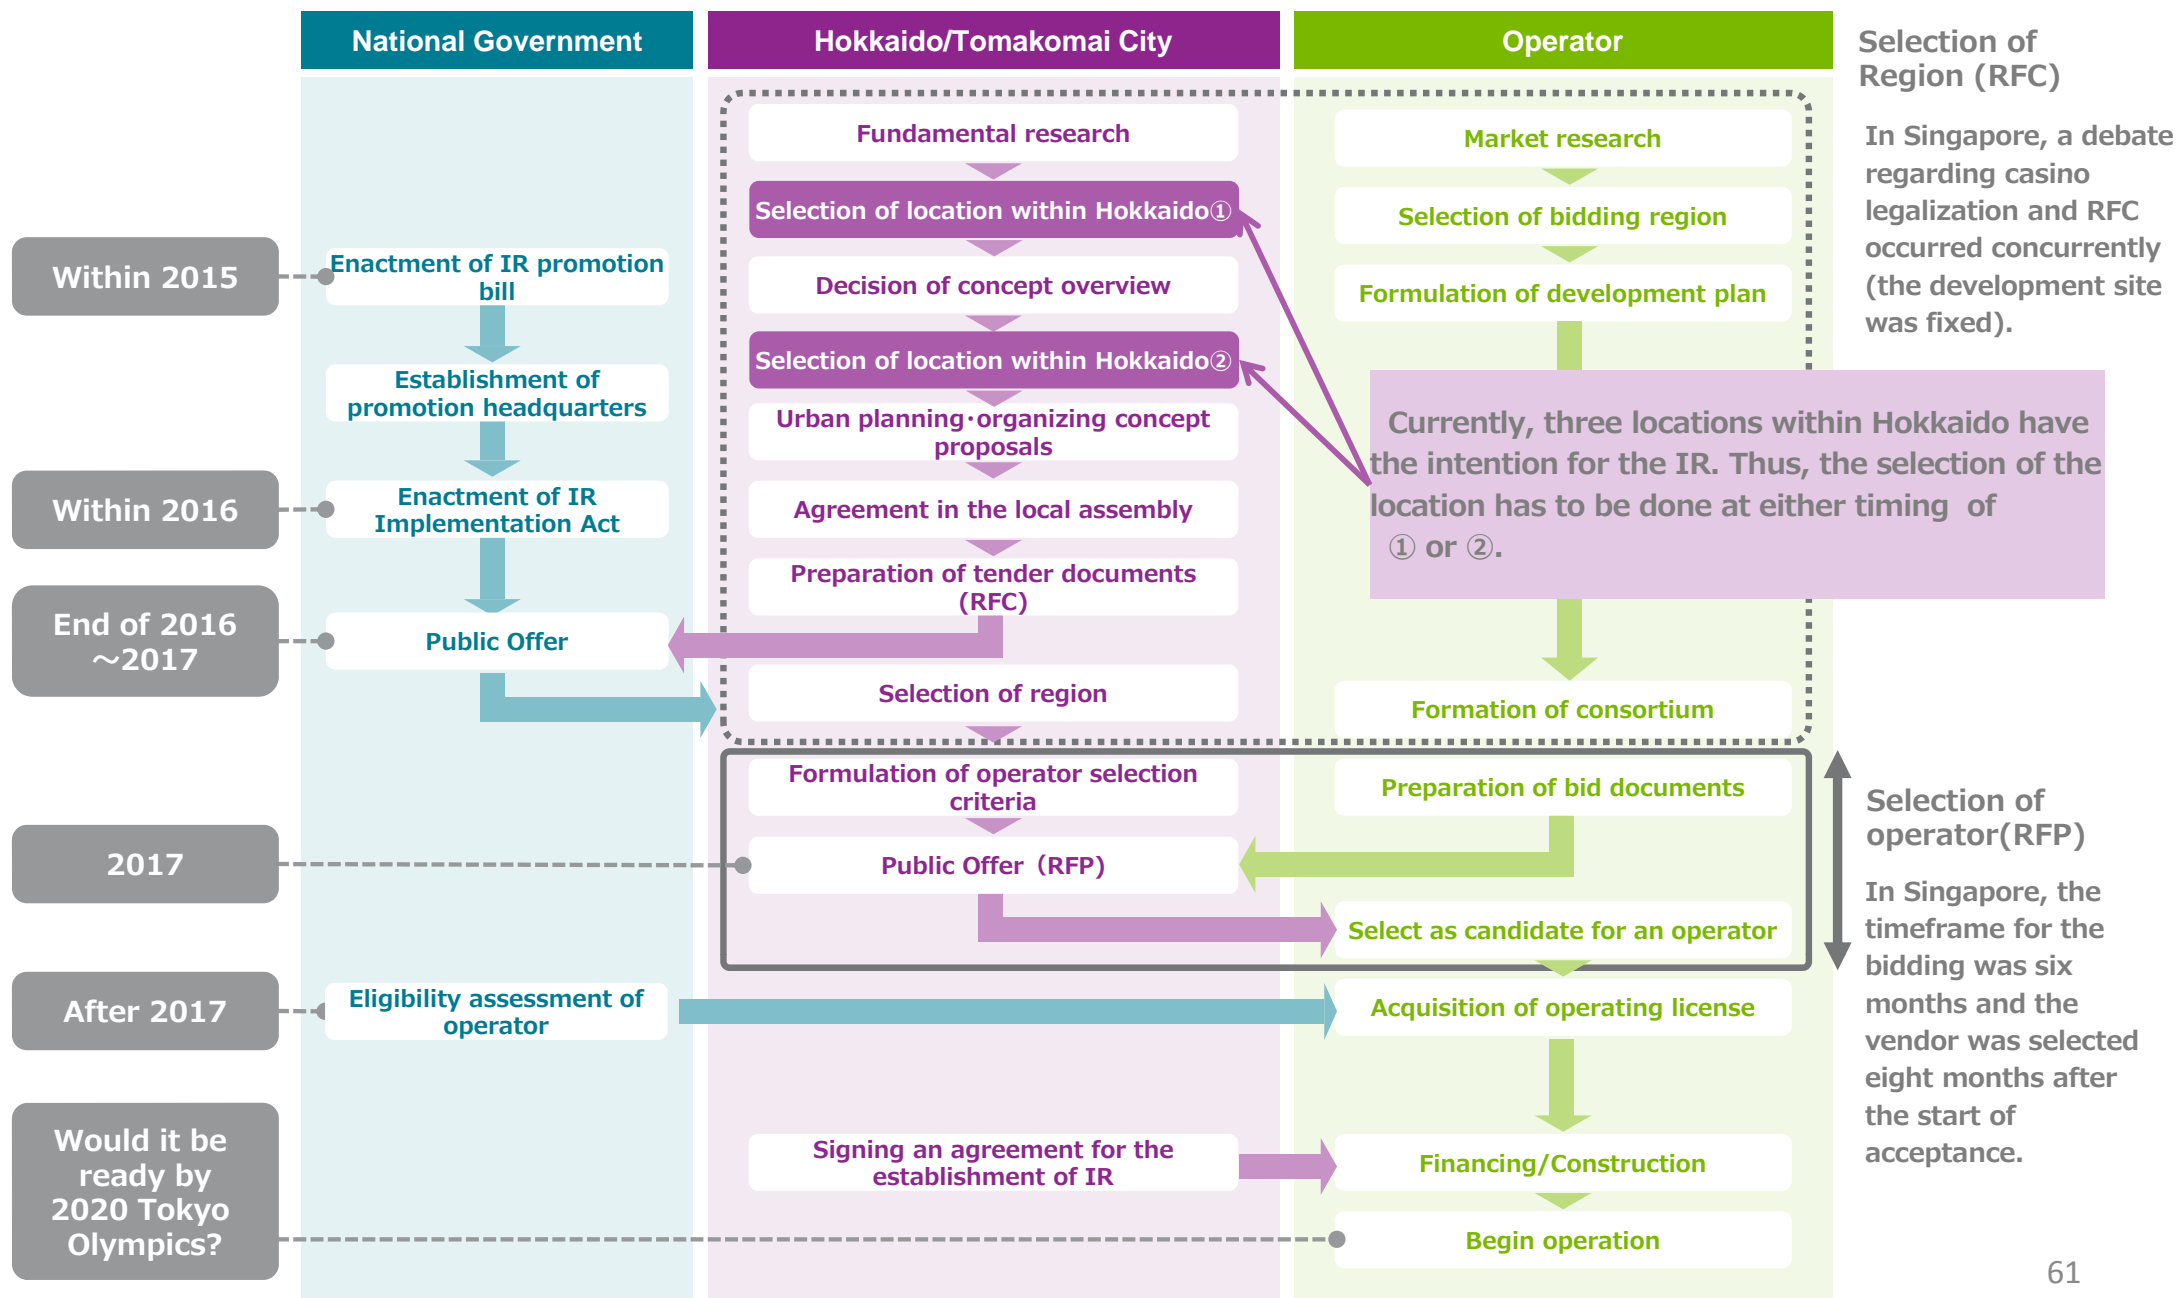 National Government
Hokkaido/Tomakomai City
Operator
Selection of
Region (RFC)
In Singapore, a debate
regarding casino
legalization and RFC
occurred concurrently
(the development site
was fixed).
Within 2015
Within 2016
End of 2016
～2017
2017
After 2017
Would it be
ready by
2020 Tokyo
Olympics?
Enactment of IR promotion
bill
Establishment of
promotion headquarters
Enactment of IR
Implementation Act
Public Offer
Eligibility assessment of
operator
Fundamental research
Selection of location within Hokkaido①
Decision of concept overview
Selection of location within Hokkaido②
Urban planning･organizing concept
proposals
Agreement in the local assembly
Preparation of tender documents
(RFC)
Selection of region
Formulation of operator selection
criteria
Public Offer（RFP)
Signing an agreement for the
establishment of IR
Market research
Selection of bidding region
Formulation of development plan
Currently, three locations within Hokkaido have
the intention for the IR. Thus, the selection of the
location has to be done at either timing of
① or ②.
Formation of consortium
Preparation of bid documents
Select as candidate for an operator
Acquisition of operating license
Financing/Construction
Begin operation
Selection of
operator(RFP)
In Singapore, the
timeframe for the
bidding was six
months and the
vendor was selected
eight months after
the start of
acceptance.
61